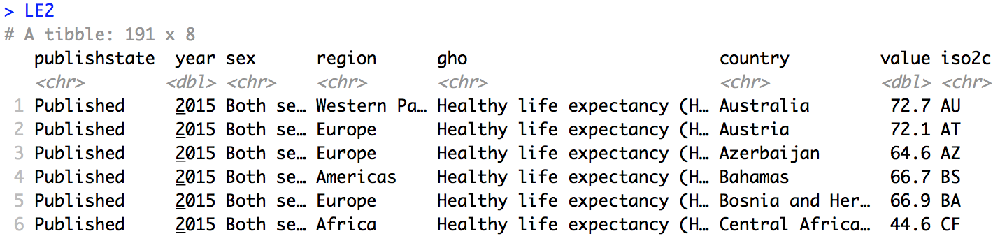 > LE2
# A tibble: 191 x 8
publishstate year sex region gho country value iso2c
<chr> <dbl> <chr> <chr> <chr> <chr> <dbl> <chr>
1 Published 2015 Both se… Western Pa… Healthy life expectancy (H… Australia 72.7 AU
2 Published 2015 Both se… Europe Healthy life expectancy (H… Austria 72.1 AT
3 Published 2015 Both se… Europe Healthy life expectancy (H… Azerbaijan 64.6 AZ
4 Published 2015 Both se… Americas Healthy life expectancy (H… Bahamas 66.7 BS
5 Published 2015 Both se… Europe Healthy life expectancy (H… Bosnia and Her… 66.9 BA
6 Published 2015 Both se… Africa Healthy life expectancy (H… Central Africa… 44.6 CF